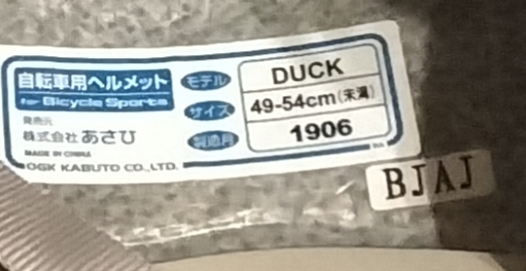 自転車用ヘルメット
for Bicycle Sports
発売元
株式会社あさひ
MADE IN CHINA
OGK KABUTO CO.,LTD.
モデル DUCK
サイズ 49-54cm(未満)
製造月 1906
BJAJ